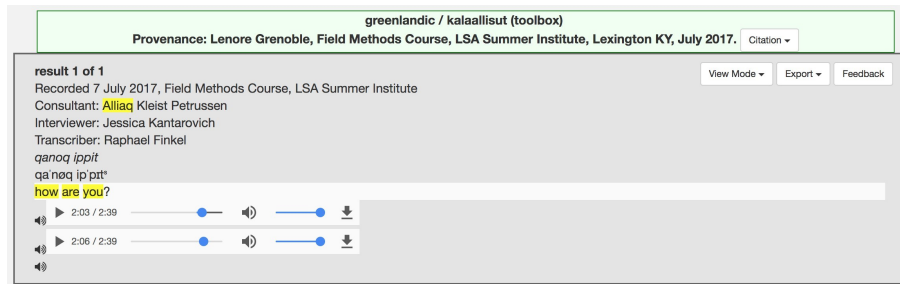 greenlandic / kalaallisut (toolbox)
Provenance: Lenore Grenoble, Field Methods Course, LSA Summer Institute, Lexington KY, July 2017. Citation
result 1 of 1
View Mode Export Feedback
Recorded 7 July 2017, Field Methods Course, LSA Summer Institute
Consultant: Alliaq Kleist Petrussen
Interviewer: Jessica Kantarovich
Transcriber: Raphael Finkel
qanoq ippit
qaˈnøq ipˈpɪtˢ
how are you?
2:03 / 2:39
2:06 / 2:39